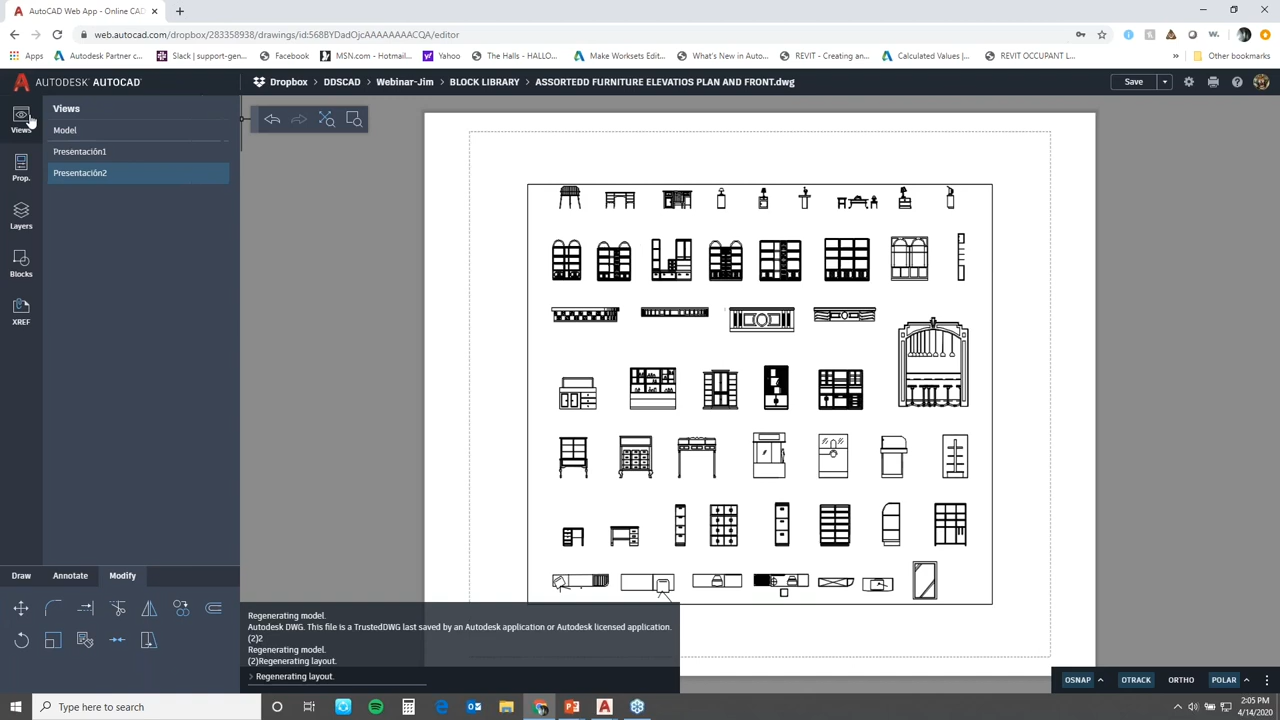 AutoCAD Web App - Online CAD
web.autocad.com/dropbox/283358938/drawings/id:568BYDadOjcAAAAAAAACQA/editor
Apps
Autodesk Partner c...
Slack | support-gen...
Facebook
MSN.com - Hotmail...
Yahoo
The Halls - HALLO...
Make Worksets Edit...
What's New in Auto...
REVIT - Creating an...
Calculated Values |...
REVIT OCCUPANT L...
Other bookmarks
AUTODESK AUTOCAD
Dropbox > DDSCAD > Webinar-Jim > BLOCK LIBRARY > ASSORTEDD FURNITURE ELEVATIOS PLAN AND FRONT.dwg
Save
Views
Prop.
Layers
Blocks
XREF
Views
Model
Presentación1
Presentación2
Draw
Annotate
Modify
Regenerating model.
Autodesk DWG. This file is a TrustedDWG last saved by an Autodesk application or Autodesk licensed application.
(2)2
Regenerating model.
(2)Regenerating layout.
> Regenerating layout.
OSNAP
OTRACK
ORTHO
POLAR
Type here to search
2:05 PM
4/14/2020